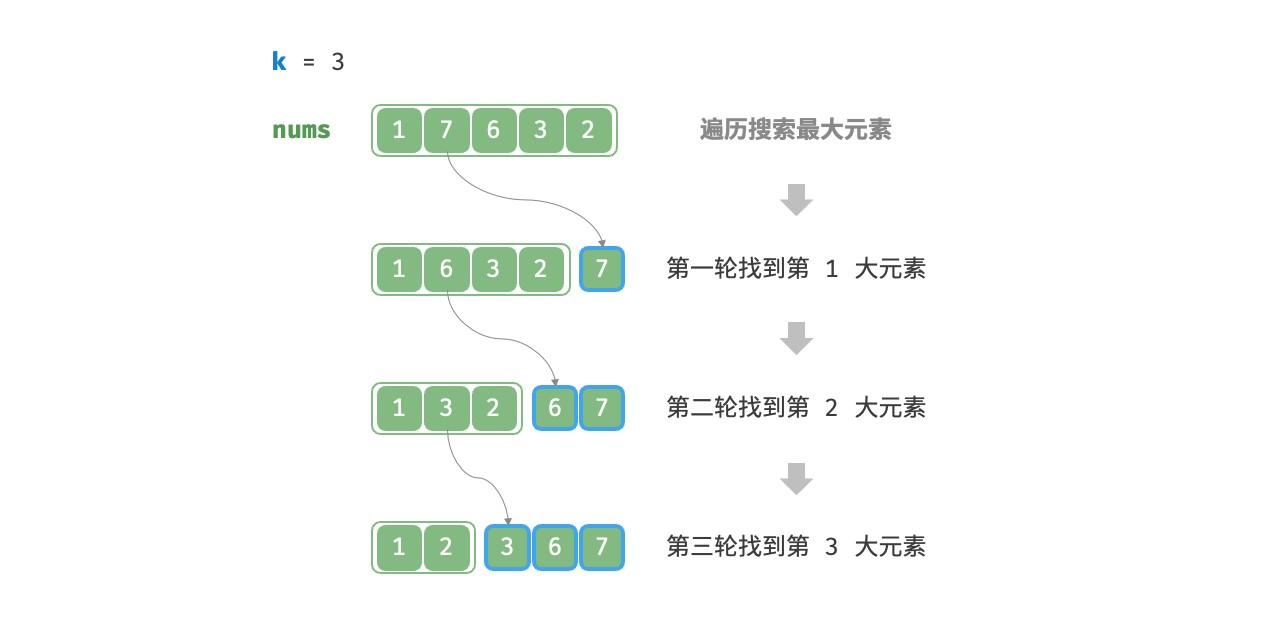 k = 3
nums 1 7 6 3 2 遍历搜索最大元素
1 6 3 2 7 第一轮找到第 1 大元素
1 3 2 6 7 第二轮找到第 2 大元素
1 2 3 6 7 第三轮找到第 3 大元素